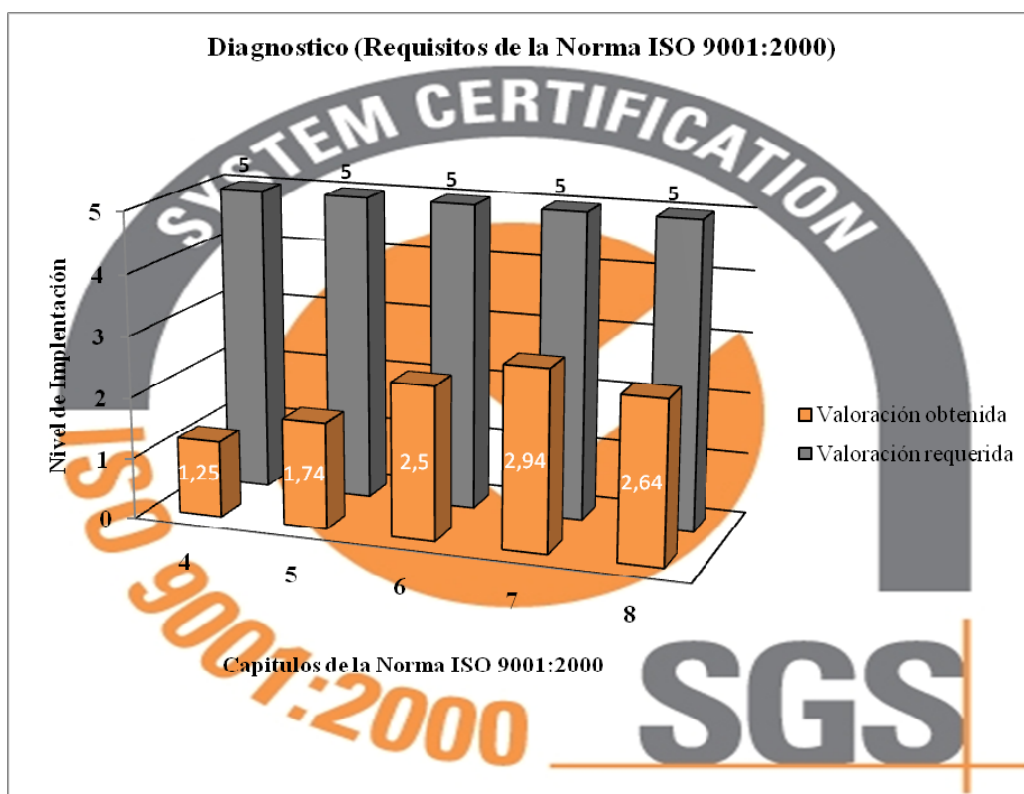 Diagnostico (Requisitos de la Norma ISO 9001:2000)
SYSTEM CERTIFICATION
5 5 5 5 5
5
4
3
2
1
0
Nivel de Implentación
1,25 1,74 2,5 2,94 2,64
4 5 6 7 8
Valoración obtenida
Valoración requerida
Capitulos de la Norma ISO 9001:2000
ISO 9001:2000
SGS